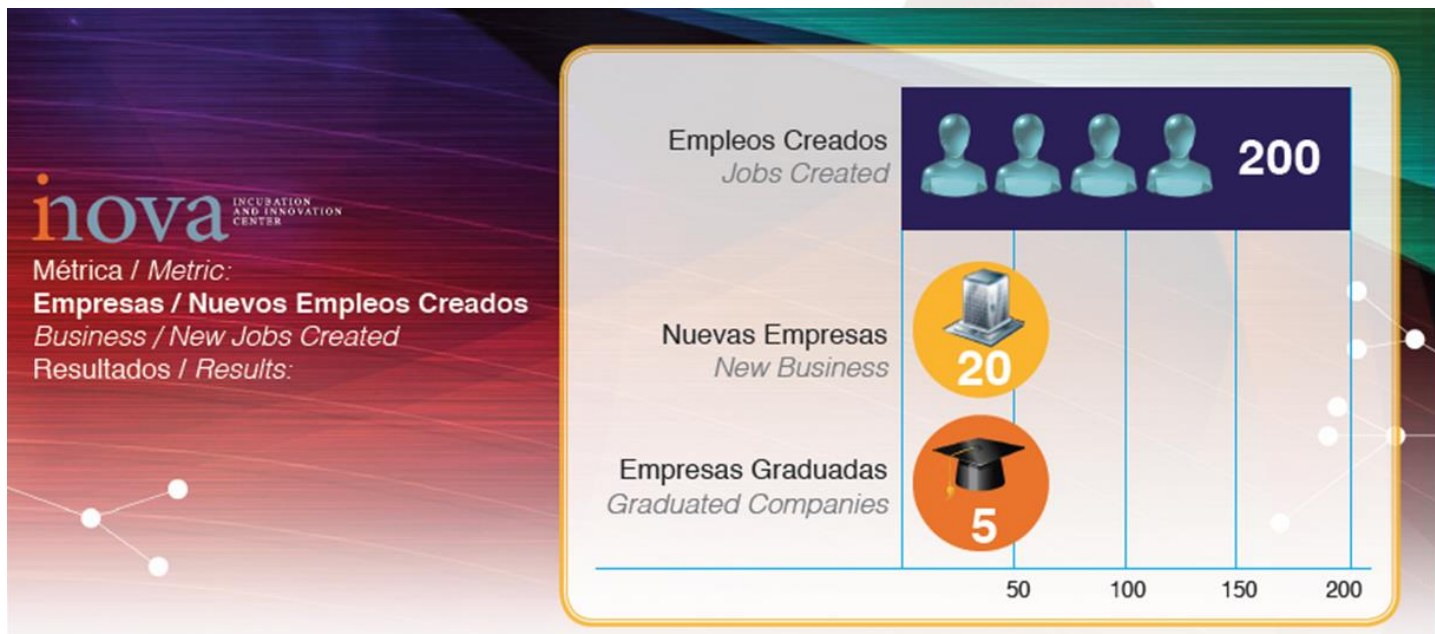 inova
INCUBATION
AND INNOVATION
CENTER
Métrica / Metric:
Empresas / Nuevos Empleos Creados
Business / New Jobs Created
Resultados / Results:
Empleos Creados
Jobs Created
200
Nuevas Empresas
New Business
20
Empresas Graduadas
Graduated Companies
5
50 100 150 200